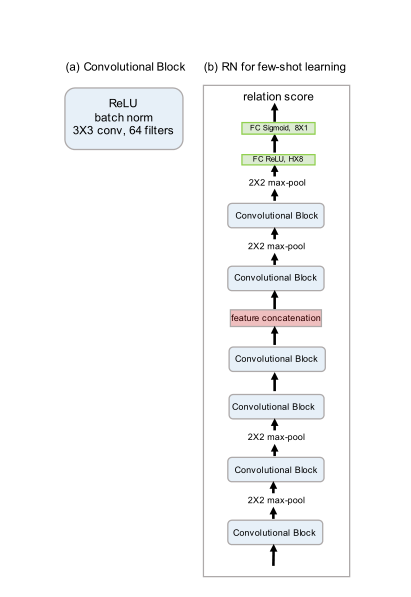 (a) Convolutional Block
ReLU
batch norm
3X3 conv, 64 filters
(b) RN for few-shot learning
relation score
FC Sigmoid, 8X1
FC ReLU, HX8
2X2 max-pool
Convolutional Block
2X2 max-pool
Convolutional Block
feature concatenation
Convolutional Block
Convolutional Block
2X2 max-pool
Convolutional Block
2X2 max-pool
Convolutional Block